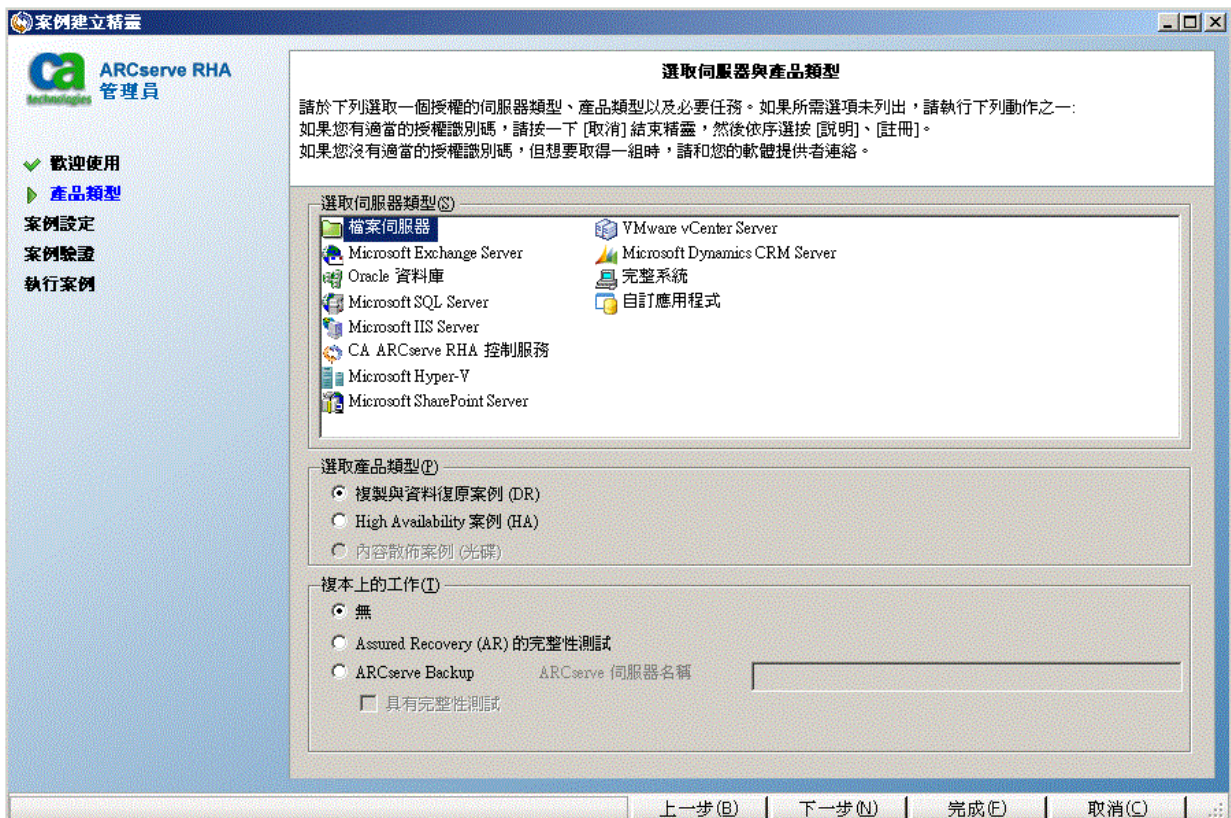 案例建立精靈
ca
technologies
ARCserve RHA
管理員
歡迎使用
產品類型
案例設定
案例驗證
執行案例
選取伺服器與產品類型
請於下列選取一個授權的伺服器類型、產品類型以及必要任務。如果所需選項未列出，請執行下列動作之一:
如果您有適當的授權識別碼，請按一下 [取消] 結束精靈，然後依序選按 [說明]、[註冊]。
如果您沒有適當的授權識別碼，但想要取得一組時，請和您的軟體提供者連絡。
選取伺服器類型(S)
檔案伺服器
Microsoft Exchange Server
Oracle 資料庫
Microsoft SQL Server
Microsoft IIS Server
CA ARCserve RHA 控制服務
Microsoft Hyper-V
Microsoft SharePoint Server
VMware vCenter Server
Microsoft Dynamics CRM Server
完整系統
自訂應用程式
選取產品類型(P)
複製與資料復原案例 (DR)
High Availability 案例 (HA)
內容散佈案例 (光碟)
複本上的工作(T)
無
Assured Recovery (AR) 的完整性測試
ARCserve Backup ARCserve 伺服器名稱
具有完整性測試
上一步(B) 下一步(N) 完成(F) 取消(C)